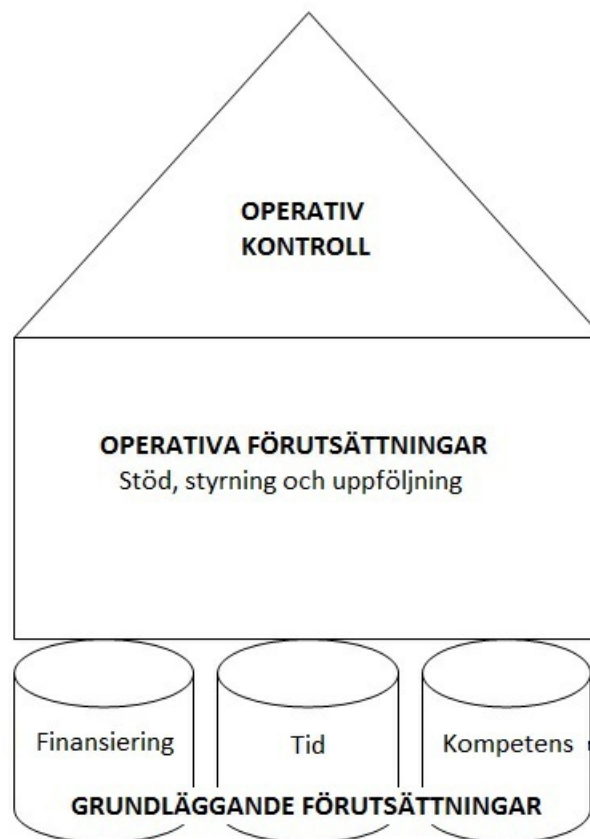 OPERATIV
KONTROLL
OPERATIVA FÖRUTSÄTTNINGAR
Stöd, styrning och uppföljning
Finansiering
Tid
Kompetens
GRUNDLÄGGANDE FÖRUTSÄTTNINGAR